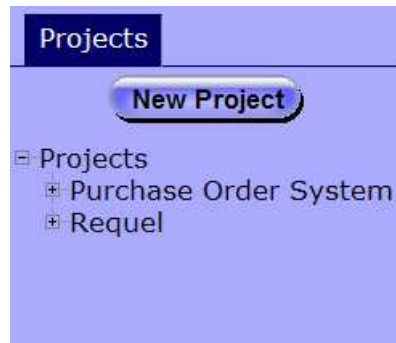 Projects
New Project
Projects
Purchase Order System
Requel